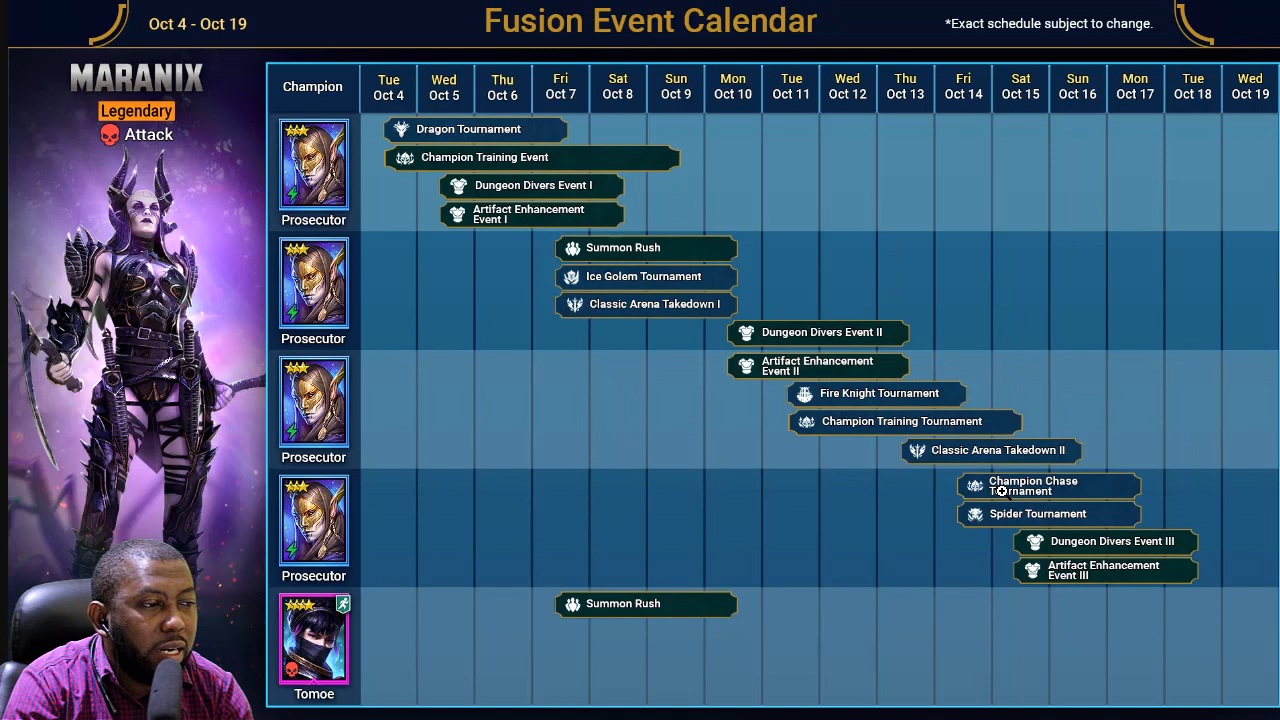 Oct 4 - Oct 19
Fusion Event Calendar
*Exact schedule subject to change.
MARANIX
Legendary
Attack
Champion
Tue
Oct 4
Wed
Oct 5
Thu
Oct 6
Fri
Oct 7
Sat
Oct 8
Sun
Oct 9
Mon
Oct 10
Tue
Oct 11
Wed
Oct 12
Thu
Oct 13
Fri
Oct 14
Sat
Oct 15
Sun
Oct 16
Mon
Oct 17
Tue
Oct 18
Wed
Oct 19
Dragon Tournament
Champion Training Event
Dungeon Divers Event I
Artifact Enhancement
Event I
Prosecutor
Summon Rush
Ice Golem Tournament
Classic Arena Takedown I
Dungeon Divers Event II
Prosecutor
Artifact Enhancement
Event II
Fire Knight Tournament
Champion Training Tournament
Classic Arena Takedown II
Prosecutor
Champion Chase
Tournament
Spider Tournament
Dungeon Divers Event III
Artifact Enhancement
Event III
Prosecutor
Summon Rush
Tomoe